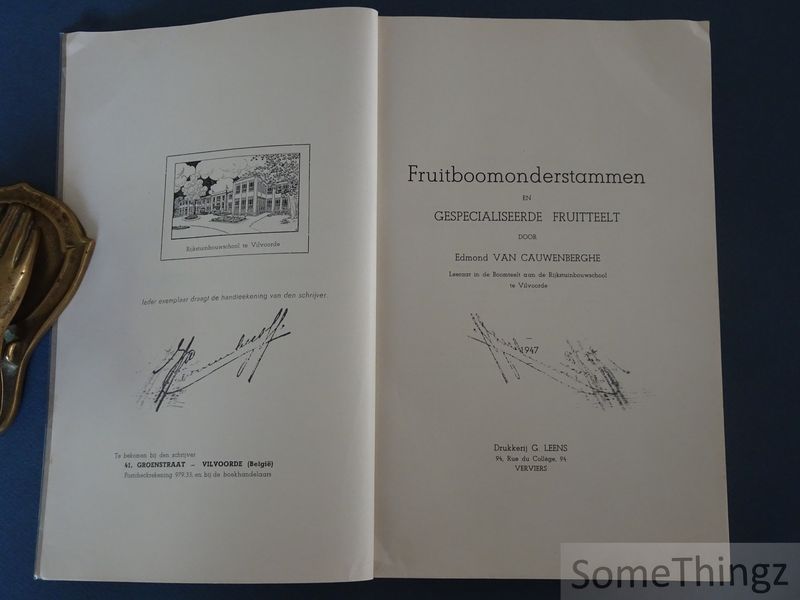 Rijkstuinbouwschool te Vilvoorde
Ieder exemplaar draagt de handteekening van den schrijver.
Te bekomen bij den schrijver
41, GROENSTRAAT – VILVOORDE (België)
Postcheckrekening 979.33, en bij de boekhandelaars
Fruitboomonderstammen
EN
GESPECIALISEERDE FRUITTEELT
DOOR
Edmond VAN CAUWENBERGHE
Leeraar in de Boomteelt aan de Rijkstuinbouwschool
te Vilvoorde
1947
Drukkerij G. LEENS
94, Rue du Collège, 94
VERVIERS
SomeThingz